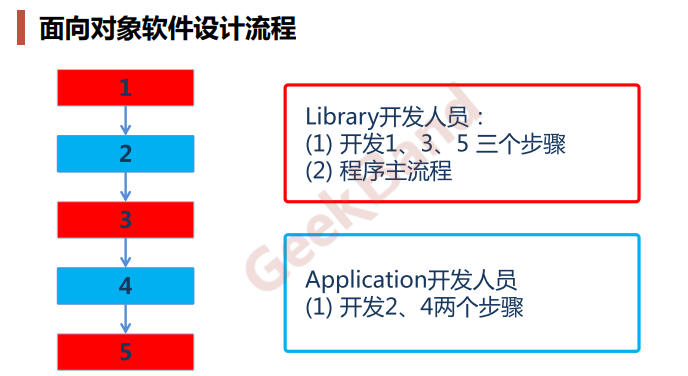 面向对象软件设计流程
1
2
3
4
5
Library开发人员：
(1) 开发1、3、5 三个步骤
(2) 程序主流程
Application开发人员
(1) 开发2、4两个步骤
GeekBand